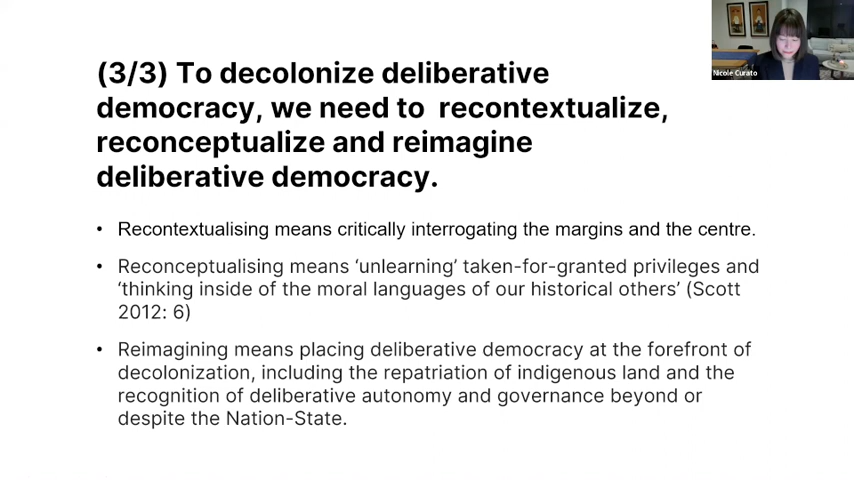 (3/3) To decolonize deliberative
democracy, we need to recontextualize,
reconceptualize and reimagine
deliberative democracy.
• Recontextualising means critically interrogating the margins and the centre.
• Reconceptualising means ‘unlearning’ taken-for-granted privileges and
‘thinking inside of the moral languages of our historical others’ (Scott
2012: 6)
• Reimagining means placing deliberative democracy at the forefront of
decolonization, including the repatriation of indigenous land and the
recognition of deliberative autonomy and governance beyond or
despite the Nation-State.
Nicole Curato